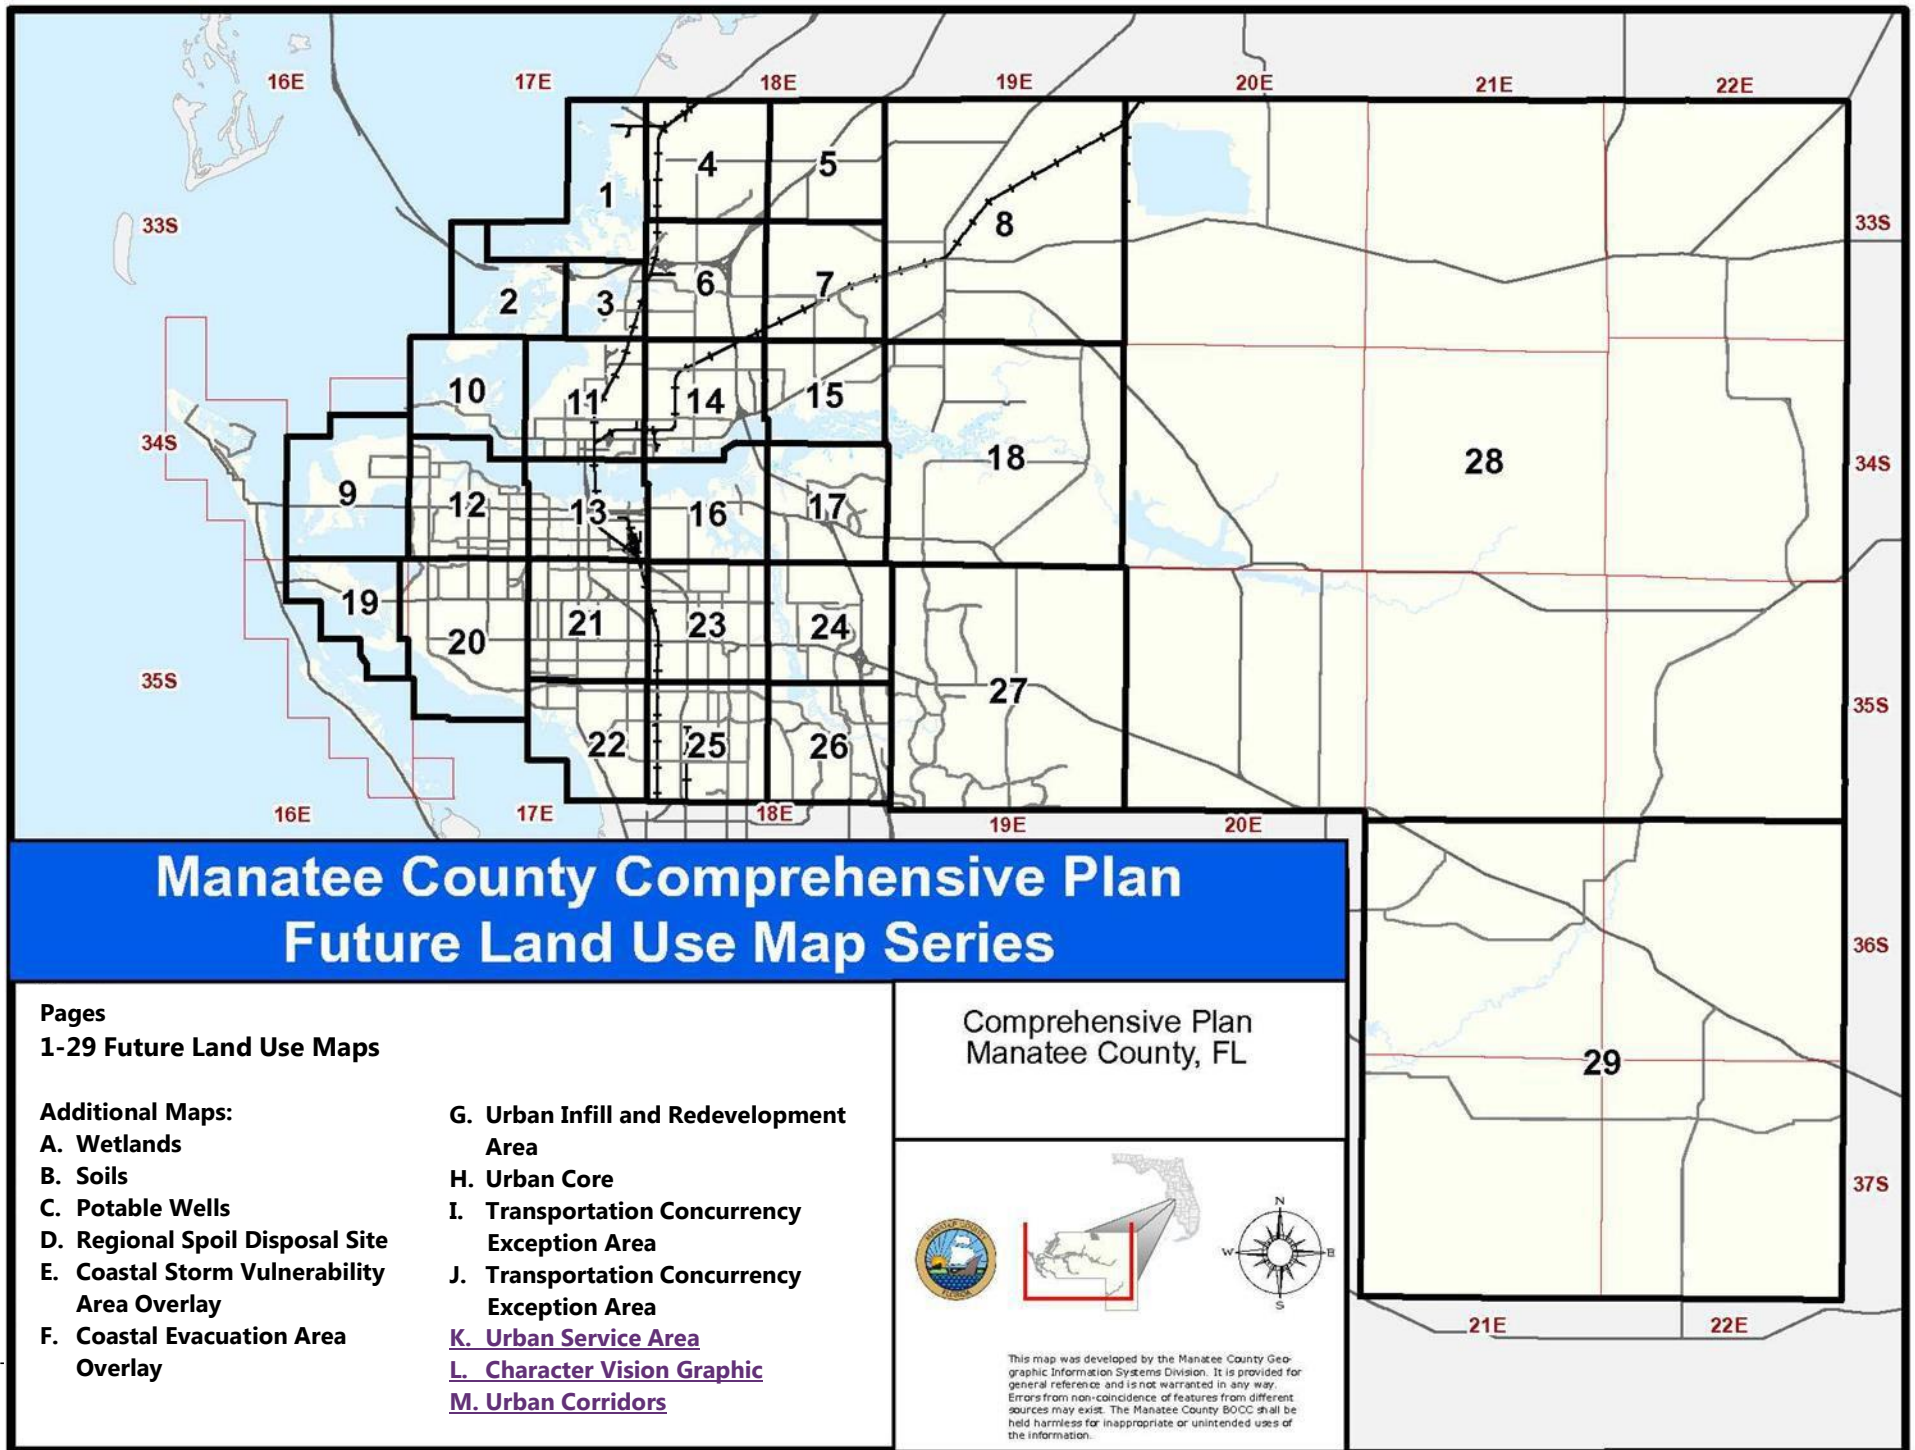 16E 17E 18E 19E 20E 21E 22E
4 5
1
33S 8 33S
6 7
2 3
10 11 14 15
34S 18 28 34S
9 12 13 16 17
19 20 21 23 24
35S 27 35S
22 25 26
16E 17E 18E 19E 20E
Manatee County Comprehensive Plan
Future Land Use Map Series
36S
29
37S
21E 22E
Pages
1-29 Future Land Use Maps
Additional Maps:
A. Wetlands
B. Soils
C. Potable Wells
D. Regional Spoil Disposal Site
E. Coastal Storm Vulnerability
Area Overlay
F. Coastal Evacuation Area
Overlay
G. Urban Infill and Redevelopment
Area
H. Urban Core
I. Transportation Concurrency
Exception Area
J. Transportation Concurrency
Exception Area
K. Urban Service Area
L. Character Vision Graphic
M. Urban Corridors
Comprehensive Plan
Manatee County, FL
MANATEE COUNTY
FLORIDA
N
W E
S
This map was developed by the Manatee County Geo-
graphic Information Systems Division. It is provided for
general reference and is not warranted in any way.
Errors from non-coincidence of features from different
sources may exist. The Manatee County BOCC shall be
held harmless for inappropriate or unintended uses of
the information.